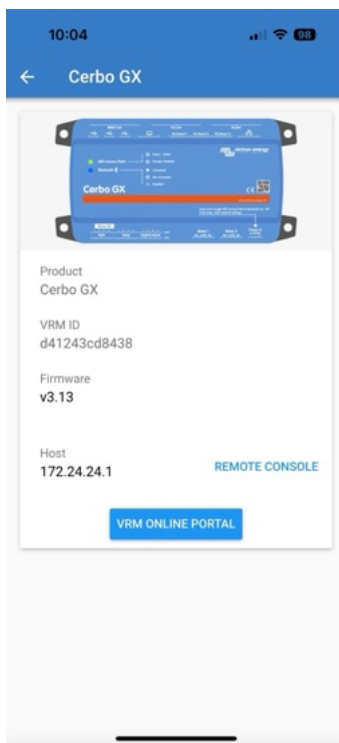 10:04
98
Cerbo GX
victron energy
Cerbo GX
Product
Cerbo GX
VRM ID
d41243cd8438
Firmware
v3.13
Host
172.24.24.1
REMOTE CONSOLE
VRM ONLINE PORTAL